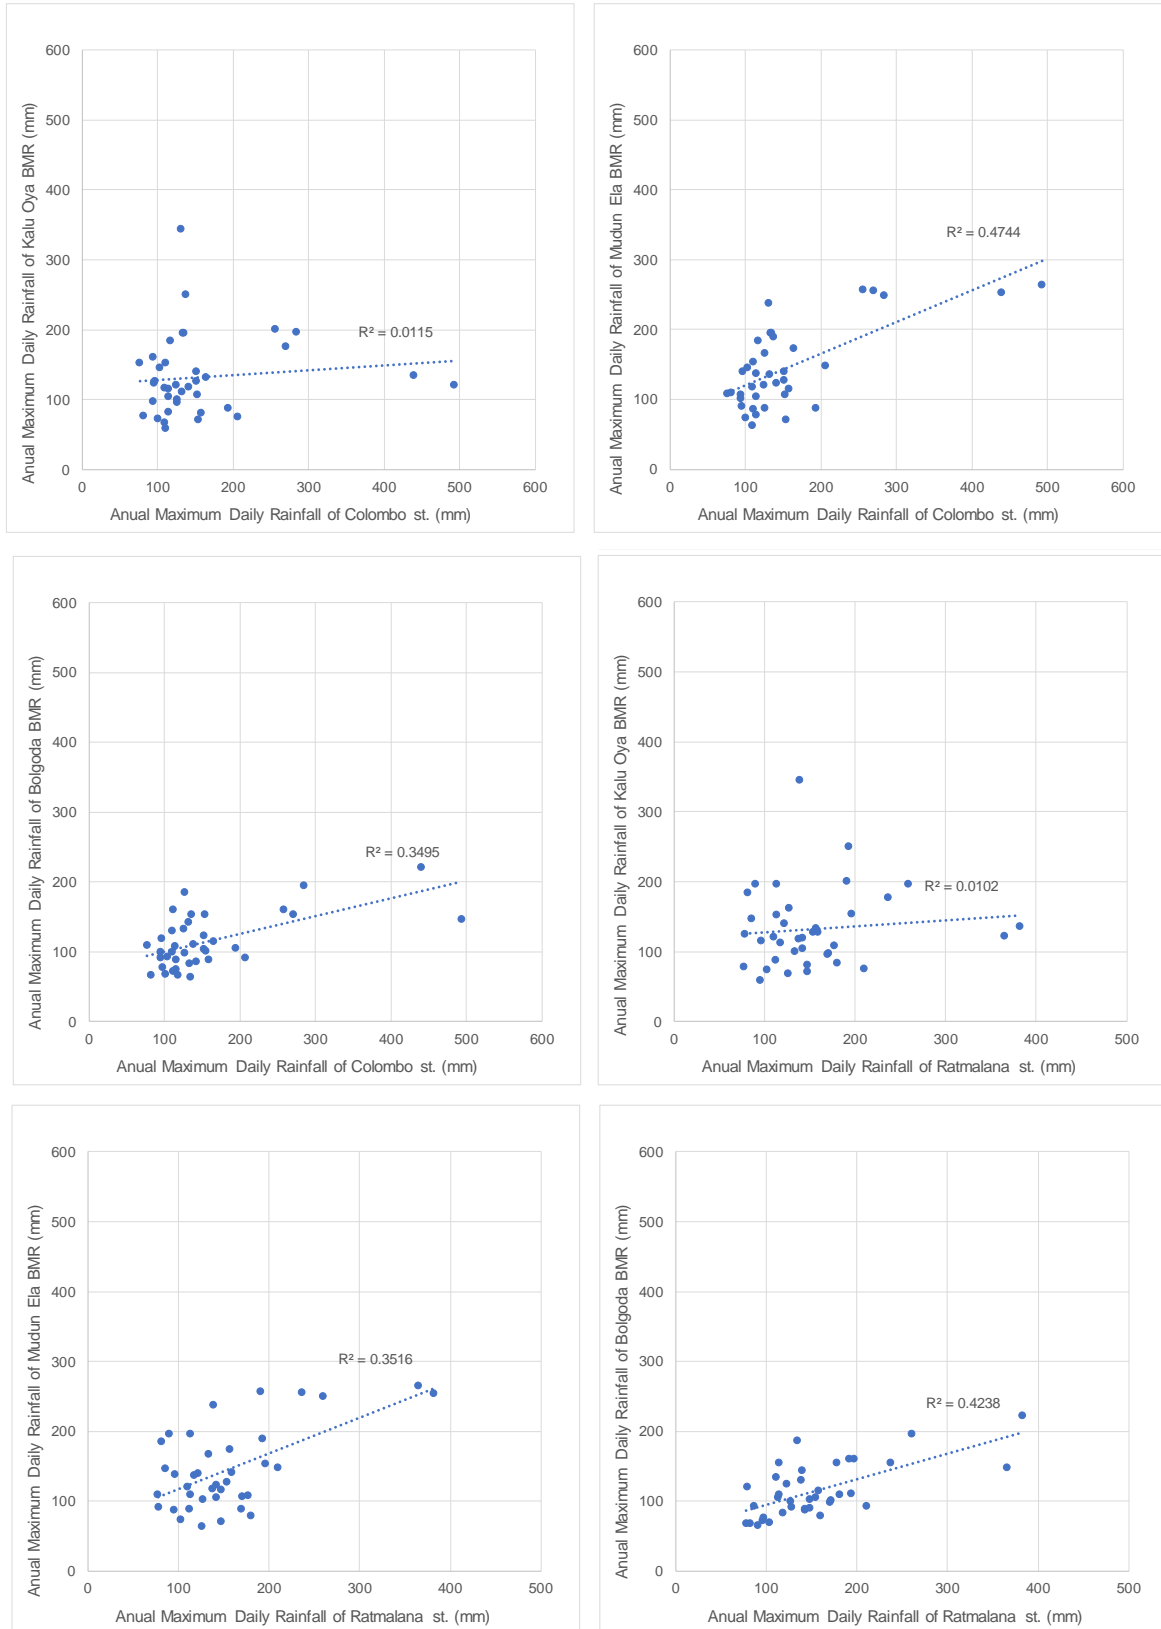 600
500
400
300
200
100
0
0 100 200 300 400 500 600
Anual Maximum Daily Rainfall of Kalu Oya BMR (mm)
R² = 0.0115
Anual Maximum Daily Rainfall of Colombo st. (mm)
600
500
400
300
200
100
0
0 100 200 300 400 500 600
Anual Maximum Daily Rainfall of Mudun Ela BMR (mm)
R² = 0.4744
Anual Maximum Daily Rainfall of Colombo st. (mm)
600
500
400
300
200
100
0
0 100 200 300 400 500 600
Anual Maximum Daily Rainfall of Bolgoda BMR (mm)
R² = 0.3495
Anual Maximum Daily Rainfall of Colombo st. (mm)
600
500
400
300
200
100
0
0 100 200 300 400 500
Anual Maximum Daily Rainfall of Kalu Oya BMR (mm)
R² = 0.0102
Anual Maximum Daily Rainfall of Ratmalana st. (mm)
600
500
400
300
200
100
0
0 100 200 300 400 500
Anual Maximum Daily Rainfall of Mudun Ela BMR (mm)
R² = 0.3516
Anual Maximum Daily Rainfall of Ratmalana st. (mm)
600
500
400
300
200
100
0
0 100 200 300 400 500
Anual Maximum Daily Rainfall of Bolgoda BMR (mm)
R² = 0.4238
Anual Maximum Daily Rainfall of Ratmalana st. (mm)